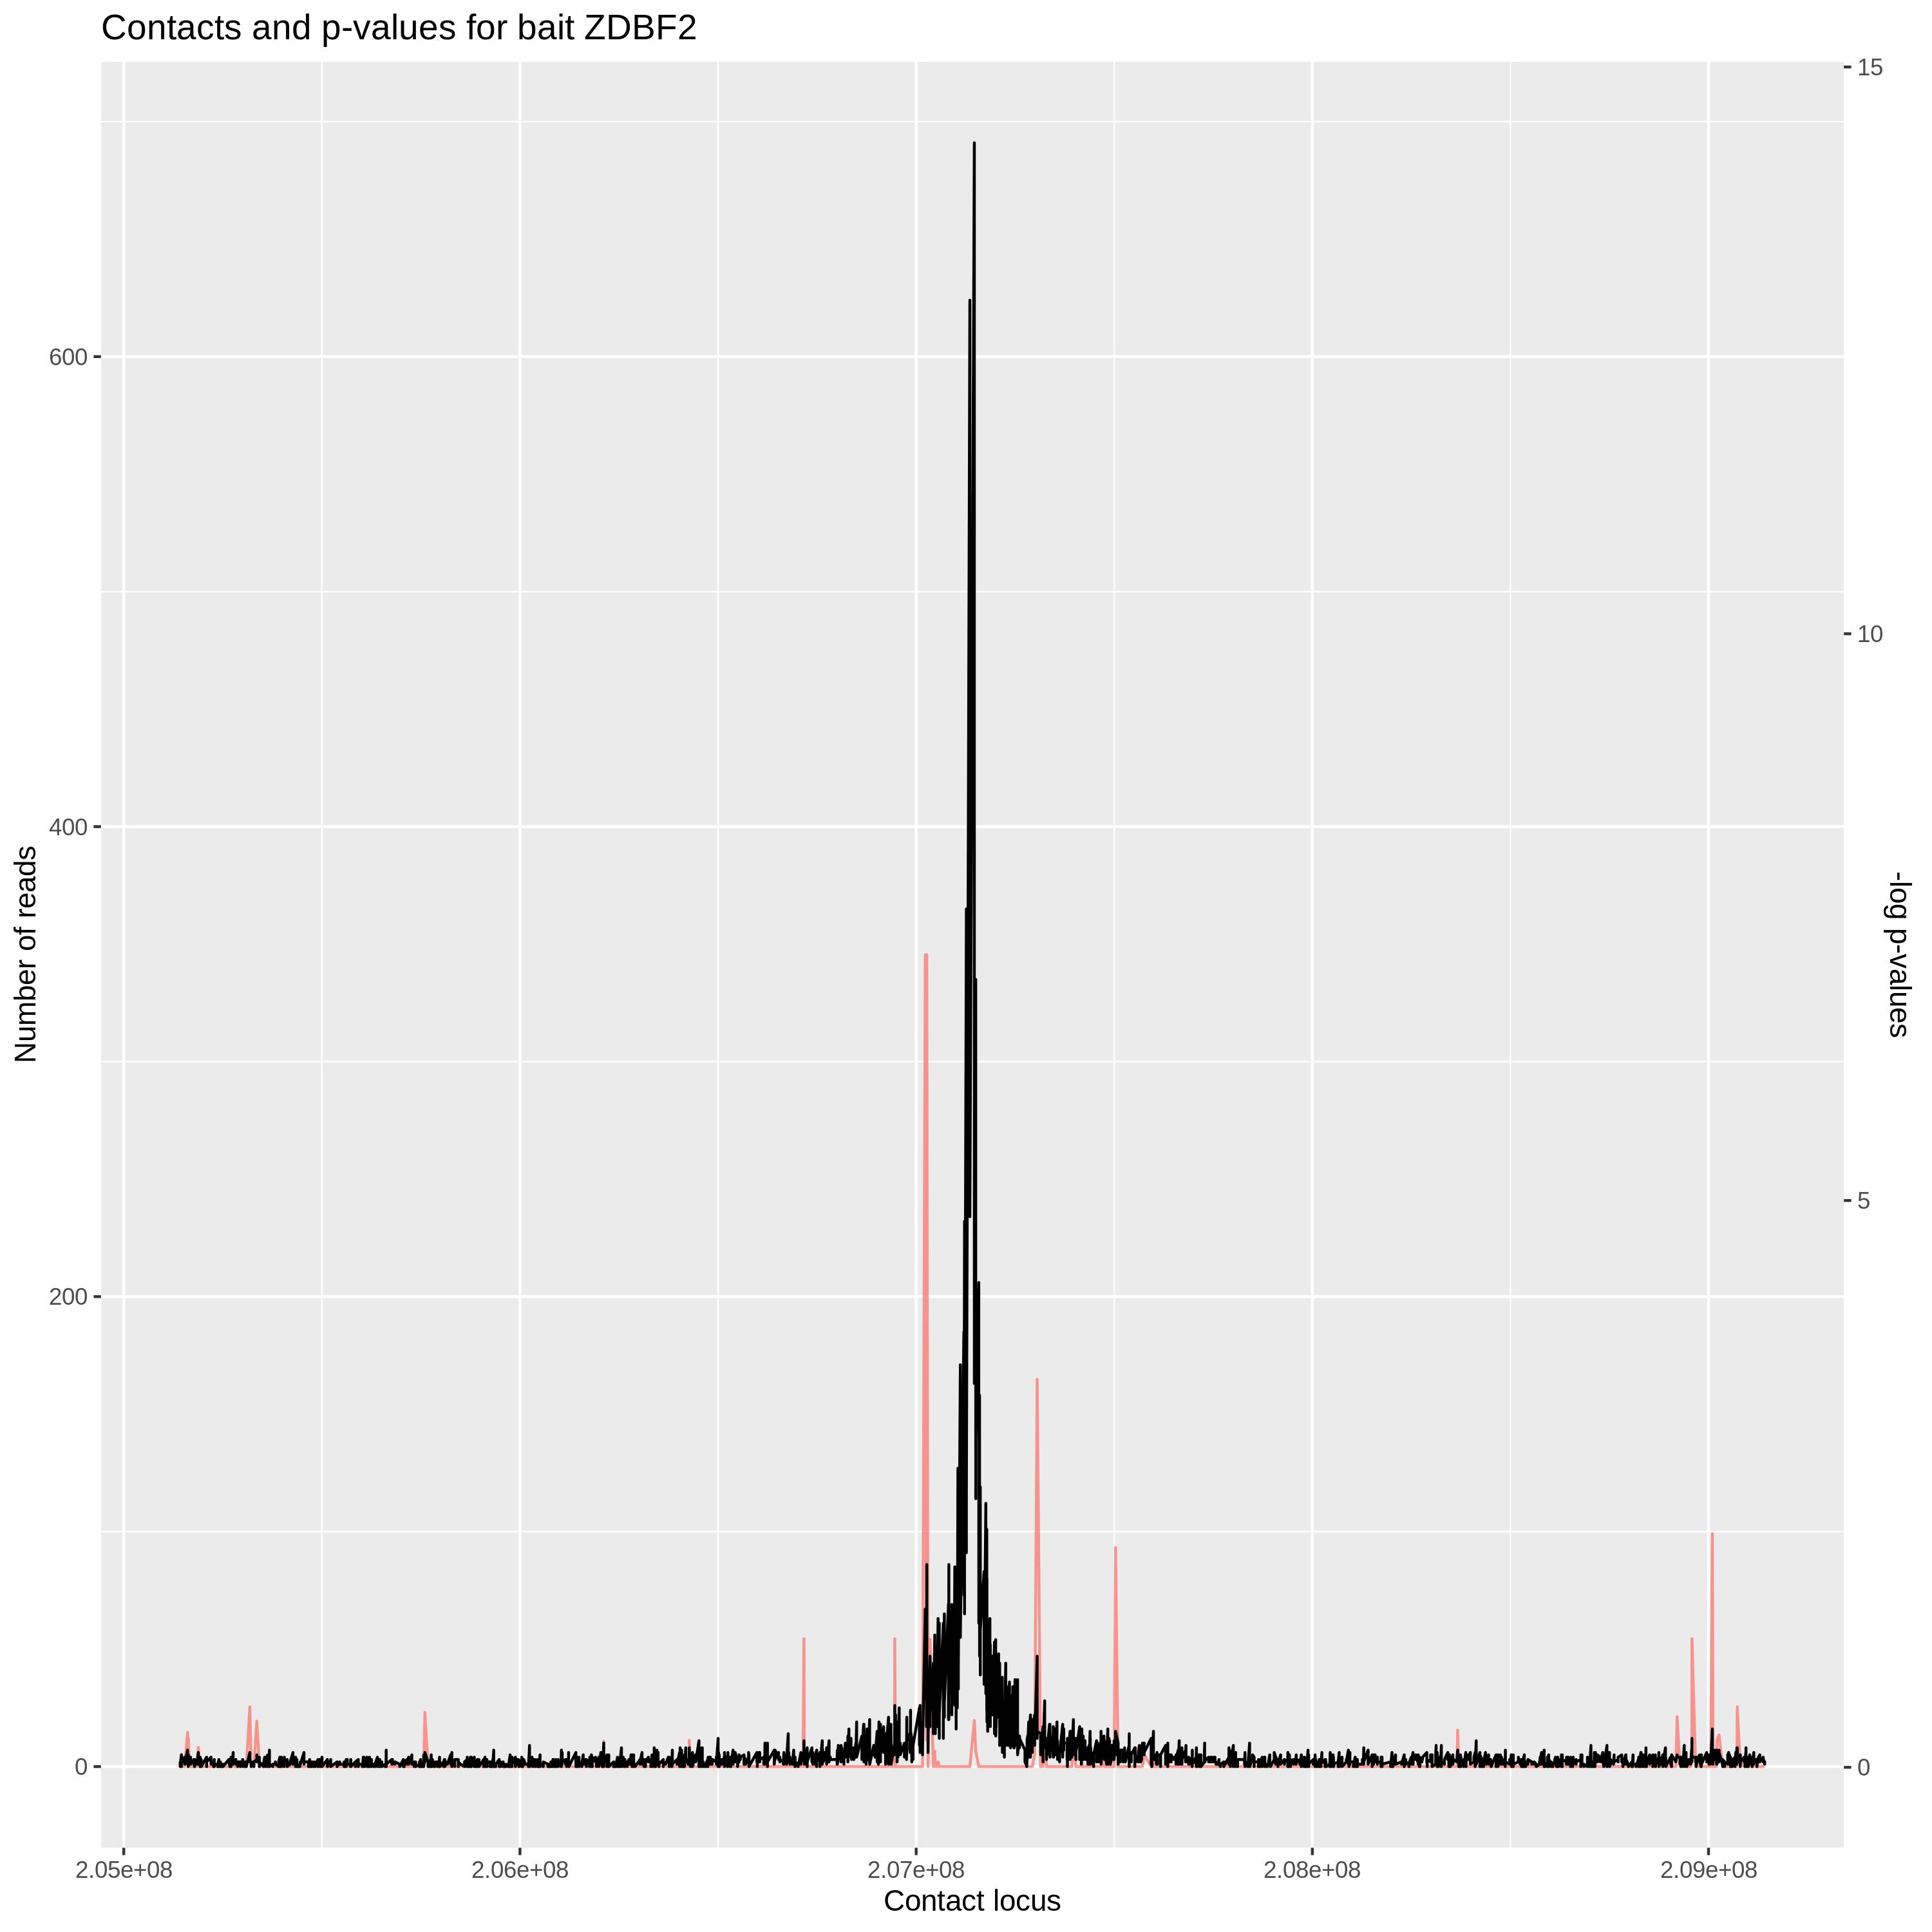 Contacts and p-values for bait ZDBF2
15
600
10
400
Number of reads
-log p-values
5
200
0
0
2.05e+08
2.06e+08
2.07e+08
2.08e+08
2.09e+08
Contact locus